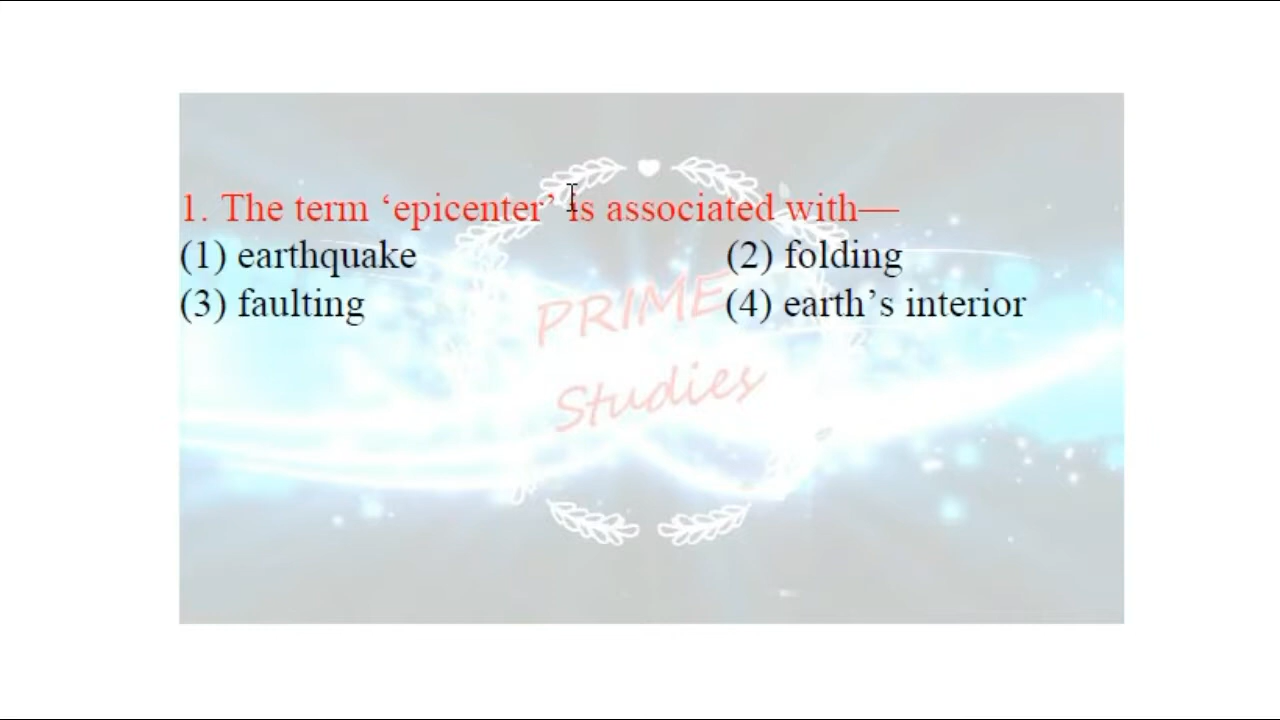 1. The term ‘epicenter’ is associated with—
(1) earthquake (2) folding
(3) faulting (4) earth’s interior
PRIME
Studies